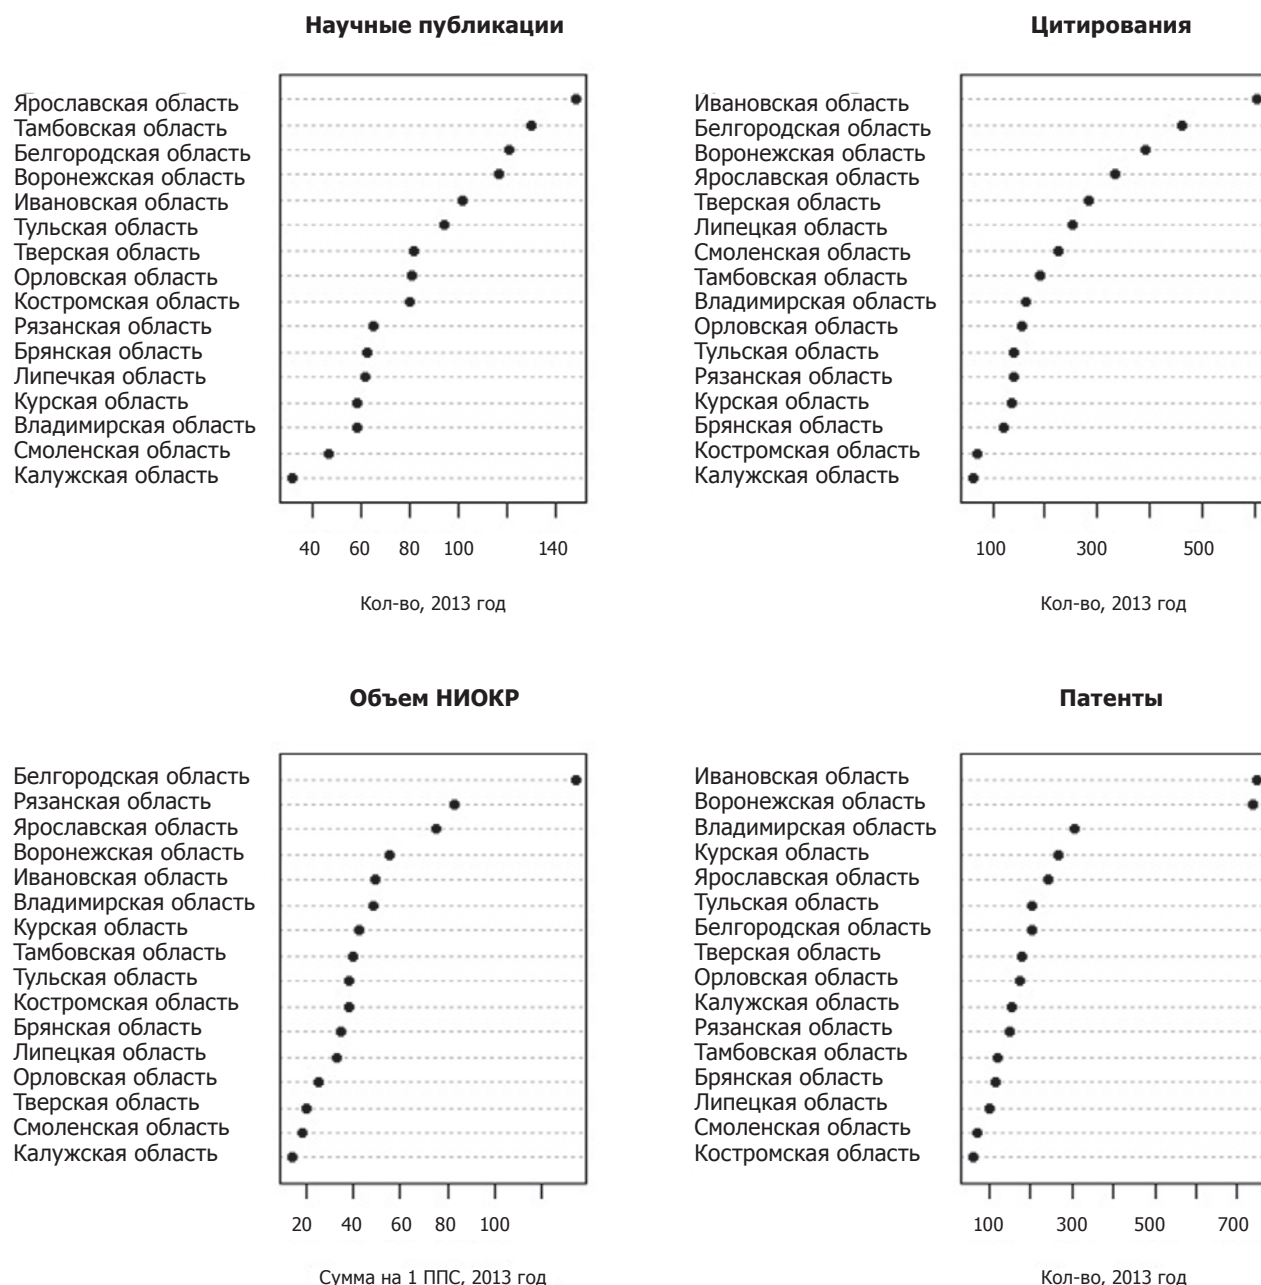 Научные публикации
Ярославская область
Тамбовская область
Белгородская область
Воронежская область
Ивановская область
Тульская область
Тверская область
Орловская область
Костромская область
Рязанская область
Брянская область
Липечкая область
Курская область
Владимирская область
Смоленская область
Калужская область
40 60 80 100 140
Кол-во, 2013 год
Цитирования
Ивановская область
Белгородская область
Воронежская область
Ярославская область
Тверская область
Липецкая область
Смоленская область
Тамбовская область
Владимирская область
Орловская область
Тульская область
Рязанская область
Курская область
Брянская область
Костромская область
Калужская область
100 300 500
Кол-во, 2013 год
Объем НИОКР
Белгородская область
Рязанская область
Ярославская область
Воронежская область
Ивановская область
Владимирская область
Курская область
Тамбовская область
Тульская область
Костромская область
Брянская область
Липецкая область
Орловская область
Тверская область
Смоленская область
Калужская область
20 40 60 80 100
Сумма на 1 ППС, 2013 год
Патенты
Ивановская область
Воронежская область
Владимирская область
Курская область
Ярославская область
Тульская область
Белгородская область
Тверская область
Орловская область
Калужская область
Рязанская область
Тамбовская область
Брянская область
Липецкая область
Смоленская область
Костромская область
100 300 500 700
Кол-во, 2013 год